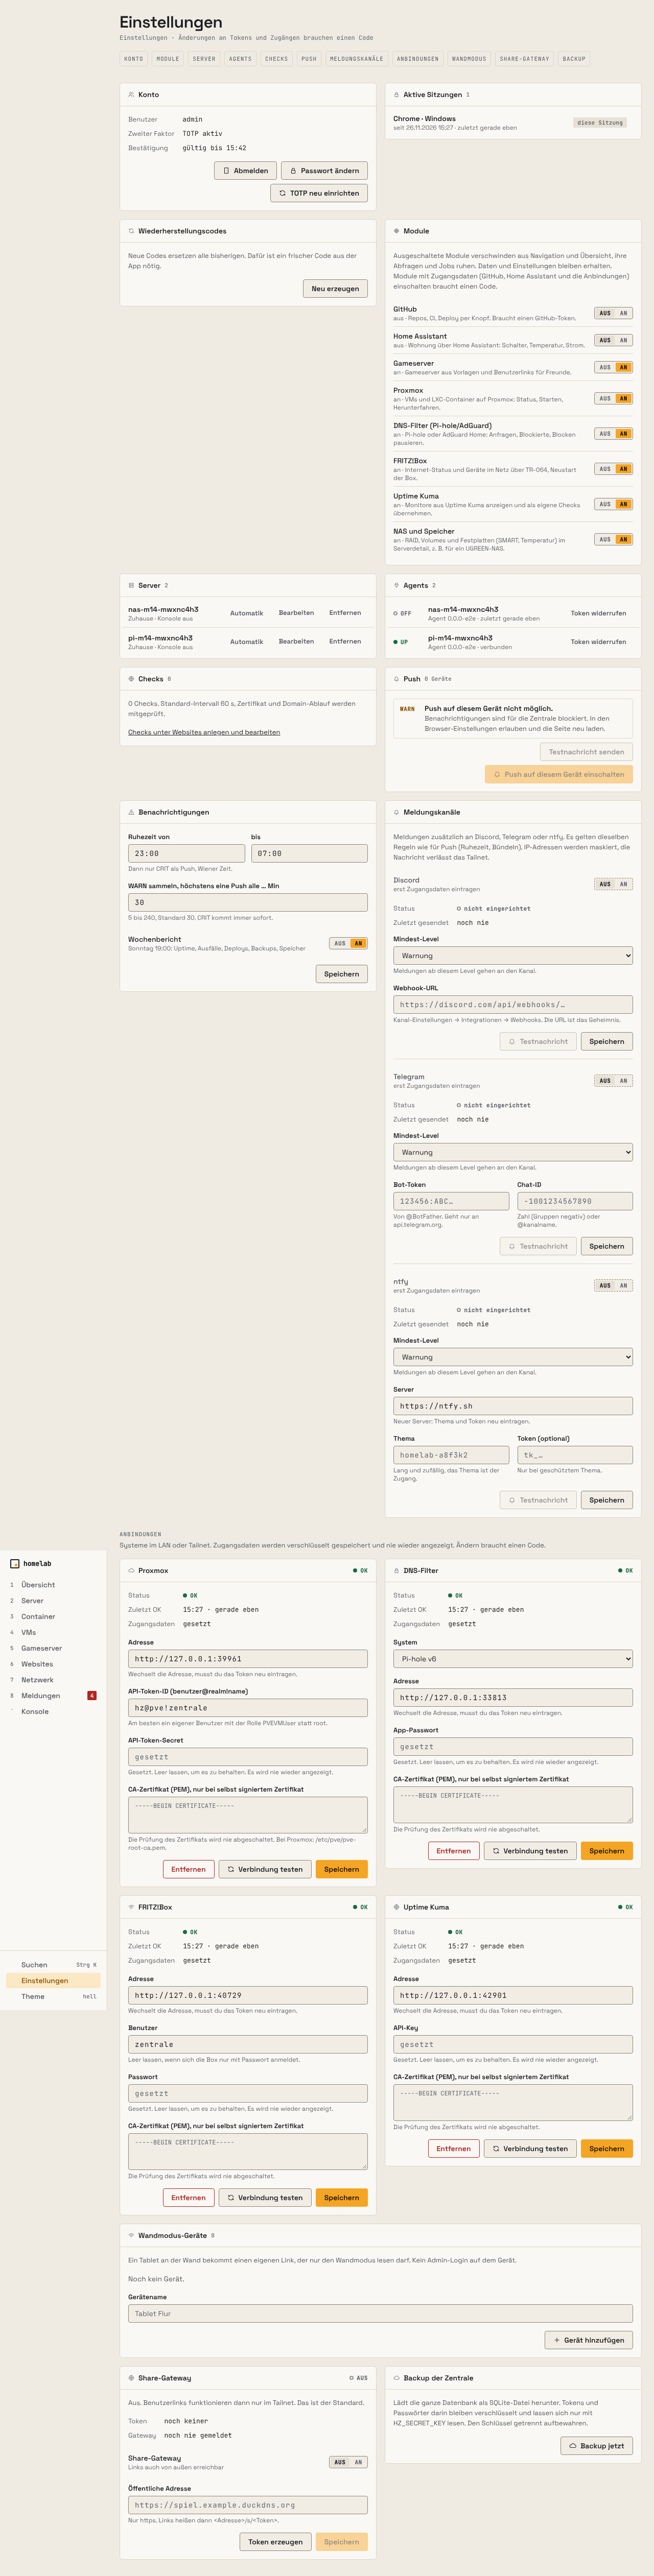 Einstellungen
Einstellungen · Änderungen an Tokens und Zugängen brauchen einen Code
KONTO
MODULE
SERVER
AGENTS
CHECKS
PUSH
MELDUNGSKANÄLE
ANBINDUNGEN
WANDMODUS
SHARE-GATEWAY
BACKUP
Konto
Benutzer admin
Zweiter Faktor TOTP aktiv
Bestätigung gültig bis 15:42
Abmelden
Passwort ändern
TOTP neu einrichten
Aktive Sitzungen 1
Chrome · Windows
seit 26.11.2026 15:27 · zuletzt gerade eben
diese Sitzung
Wiederherstellungscodes
Neue Codes ersetzen alle bisherigen. Dafür ist ein frischer Code aus der
App nötig.
Neu erzeugen
Module
Ausgeschaltete Module verschwinden aus Navigation und Übersicht, ihre
Abfragen und Jobs ruhen. Daten und Einstellungen bleiben erhalten.
Module mit Zugangsdaten (GitHub, Home Assistant und die Anbindungen)
einschalten braucht einen Code.
GitHub
aus · Repos, CI, Deploy per Knopf. Braucht einen GitHub-Token.
AUS AN
Home Assistant
aus · Wohnung über Home Assistant: Schalter, Temperatur, Strom.
AUS AN
Gameserver
an · Gameserver aus Vorlagen und Benutzerlinks für Freunde.
AUS AN
Proxmox
an · VMs und LXC-Container auf Proxmox: Status, Starten,
Herunterfahren.
AUS AN
DNS-Filter (Pi-hole/AdGuard)
an · Pi-hole oder AdGuard Home: Anfragen, Blockierte, Blocken
pausieren.
AUS AN
FRITZ!Box
an · Internet-Status und Geräte im Netz über TR-064, Neustart
der Box.
AUS AN
Uptime Kuma
an · Monitore aus Uptime Kuma anzeigen und als eigene Checks
übernehmen.
AUS AN
NAS und Speicher
an · RAID, Volumes und Festplatten (SMART, Temperatur) im
Serverdetail, z. B. für ein UGREEN-NAS.
AUS AN
Server 2
nas-m14-mwxnc4h3
Zuhause · Konsole aus
Automatik Bearbeiten Entfernen
pi-m14-mwxnc4h3
Zuhause · Konsole aus
Automatik Bearbeiten Entfernen
Agents 2
OFF
nas-m14-mwxnc4h3
Agent 0.0.0-e2e · zuletzt gerade eben
Token widerrufen
UP
pi-m14-mwxnc4h3
Agent 0.0.0-e2e · verbunden
Token widerrufen
Checks 0
0 Checks. Standard-Intervall 60 s, Zertifikat und Domain-Ablauf werden
mitgeprüft.
Checks unter Websites anlegen und bearbeiten
Push 0 Geräte
WARN
Push auf diesem Gerät nicht möglich.
Benachrichtigungen sind für die Zentrale blockiert. In den
Browser-Einstellungen erlauben und die Seite neu laden.
Testnachricht senden
Push auf diesem Gerät einschalten
Benachrichtigungen
Ruhezeit von bis
23:00 07:00
Dann nur CRIT als Push, Wiener Zeit.
WARN sammeln, höchstens eine Push alle … Min
30
5 bis 240, Standard 30. CRIT kommt immer sofort.
Wochenbericht
Sonntag 19:00: Uptime, Ausfälle, Deploys, Backups, Speicher
AUS AN
Speichern
Meldungskanäle
Meldungen zusätzlich an Discord, Telegram oder ntfy. Es gelten dieselben
Regeln wie für Push (Ruhezeit, Bündeln). IP-Adressen werden maskiert, die
Nachricht verlässt das Tailnet.
Discord
erst Zugangsdaten eintragen
AUS AN
Status nicht eingerichtet
Zuletzt gesendet noch nie
Mindest-Level
Warnung
Meldungen ab diesem Level gehen an den Kanal.
Webhook-URL
https://discord.com/api/webhooks/…
Kanal-Einstellungen → Integrationen → Webhooks. Die URL ist das Geheimnis.
Testnachricht
Speichern
Telegram
erst Zugangsdaten eintragen
AUS AN
Status nicht eingerichtet
Zuletzt gesendet noch nie
Mindest-Level
Warnung
Meldungen ab diesem Level gehen an den Kanal.
Bot-Token Chat-ID
123456:ABC… -1001234567890
Von @BotFather. Geht nur an
api.telegram.org.
Zahl (Gruppen negativ) oder
@kanalname.
Testnachricht
Speichern
ntfy
erst Zugangsdaten eintragen
AUS AN
Status nicht eingerichtet
Zuletzt gesendet noch nie
Mindest-Level
Warnung
Meldungen ab diesem Level gehen an den Kanal.
Server
https://ntfy.sh
Neuer Server: Thema und Token neu eintragen.
Thema Token (optional)
homelab-a8f3k2 tk_…
Lang und zufällig, das Thema ist der
Zugang.
Nur bei geschütztem Thema.
Testnachricht
Speichern
homelab
1 Übersicht
2 Server
3 Container
4 VMs
5 Gameserver
6 Websites
7 Netzwerk
8 Meldungen 4
Konsole
Suchen Strg K
Einstellungen
Theme hell
ANBINDUNGEN
Systeme im LAN oder Tailnet. Zugangsdaten werden verschlüsselt gespeichert und nie wieder angezeigt. Ändern braucht einen Code.
Proxmox OK
Status OK
Zuletzt OK 15:27 · gerade eben
Zugangsdaten gesetzt
Adresse
http://127.0.0.1:39961
Wechselt die Adresse, musst du das Token neu eintragen.
API-Token-ID (benutzer@realm!name)
hz@pve!zentrale
Am besten ein eigener Benutzer mit der Rolle PVEVMUser statt root.
API-Token-Secret
gesetzt
Gesetzt. Leer lassen, um es zu behalten. Es wird nie wieder angezeigt.
CA-Zertifikat (PEM), nur bei selbst signiertem Zertifikat
-----BEGIN CERTIFICATE-----
Die Prüfung des Zertifikats wird nie abgeschaltet. Bei Proxmox: /etc/pve/pve-
root-ca.pem.
Entfernen
Verbindung testen
Speichern
DNS-Filter OK
Status OK
Zuletzt OK 15:27 · gerade eben
Zugangsdaten gesetzt
System
Pi-hole v6
Adresse
http://127.0.0.1:33813
Wechselt die Adresse, musst du das Token neu eintragen.
App-Passwort
gesetzt
Gesetzt. Leer lassen, um es zu behalten. Es wird nie wieder angezeigt.
CA-Zertifikat (PEM), nur bei selbst signiertem Zertifikat
-----BEGIN CERTIFICATE-----
Die Prüfung des Zertifikats wird nie abgeschaltet.
Entfernen
Verbindung testen
Speichern
FRITZ!Box OK
Status OK
Zuletzt OK 15:27 · gerade eben
Zugangsdaten gesetzt
Adresse
http://127.0.0.1:40729
Wechselt die Adresse, musst du das Token neu eintragen.
Benutzer
zentrale
Leer lassen, wenn sich die Box nur mit Passwort anmeldet.
Passwort
gesetzt
Gesetzt. Leer lassen, um es zu behalten. Es wird nie wieder angezeigt.
CA-Zertifikat (PEM), nur bei selbst signiertem Zertifikat
-----BEGIN CERTIFICATE-----
Die Prüfung des Zertifikats wird nie abgeschaltet.
Entfernen
Verbindung testen
Speichern
Uptime Kuma OK
Status OK
Zuletzt OK 15:27 · gerade eben
Zugangsdaten gesetzt
Adresse
http://127.0.0.1:42901
Wechselt die Adresse, musst du das Token neu eintragen.
API-Key
gesetzt
Gesetzt. Leer lassen, um es zu behalten. Es wird nie wieder angezeigt.
CA-Zertifikat (PEM), nur bei selbst signiertem Zertifikat
-----BEGIN CERTIFICATE-----
Die Prüfung des Zertifikats wird nie abgeschaltet.
Entfernen
Verbindung testen
Speichern
Wandmodus-Geräte 0
Ein Tablet an der Wand bekommt einen eigenen Link, der nur den Wandmodus lesen darf. Kein Admin-Login auf dem Gerät.
Noch kein Gerät.
Gerätename
Tablet Flur
Gerät hinzufügen
Share-Gateway AUS
Aus. Benutzerlinks funktionieren dann nur im Tailnet. Das ist der Standard.
Token noch keiner
Gateway noch nie gemeldet
Share-Gateway
Links auch von außen erreichbar
AUS AN
Öffentliche Adresse
https://spiel.example.duckdns.org
Nur https. Links heißen dann <Adresse>/s/<Token>.
Token erzeugen
Speichern
Backup der Zentrale
Lädt die ganze Datenbank als SQLite-Datei herunter. Tokens und
Passwörter darin bleiben verschlüsselt und lassen sich nur mit
HZ_SECRET_KEY lesen. Den Schlüssel getrennt aufbewahren.
Backup jetzt